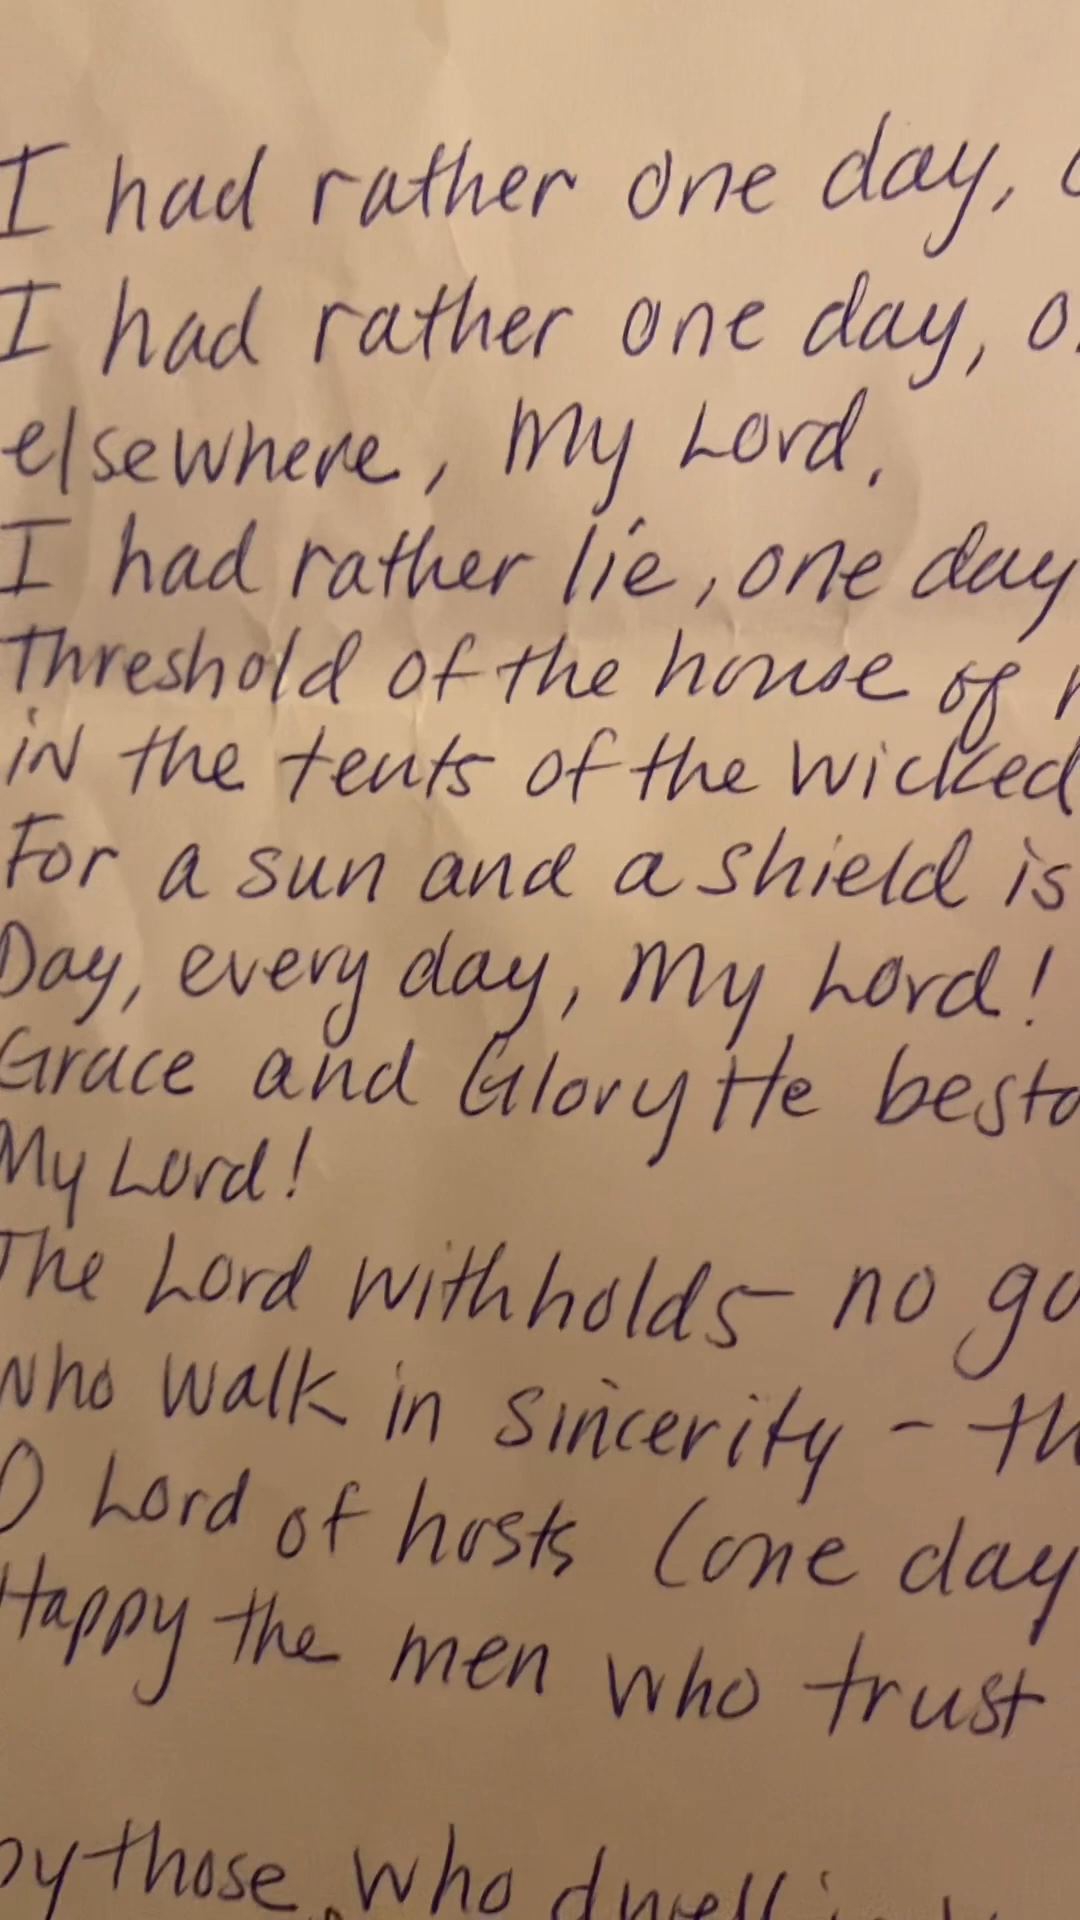 I had rather one day,
I had rather one day,
elsewhere, My Lord.
I had rather lie, one day
Threshold of the house of
in the tents of the wicked
For a sun and a shield is
Day, every day, My Lord!
Grace and Glory He
My Lord!
The Lord withholds no
who walk in sincerity -
O Lord of hosts (one day
Happy the men who trust
those who dwell